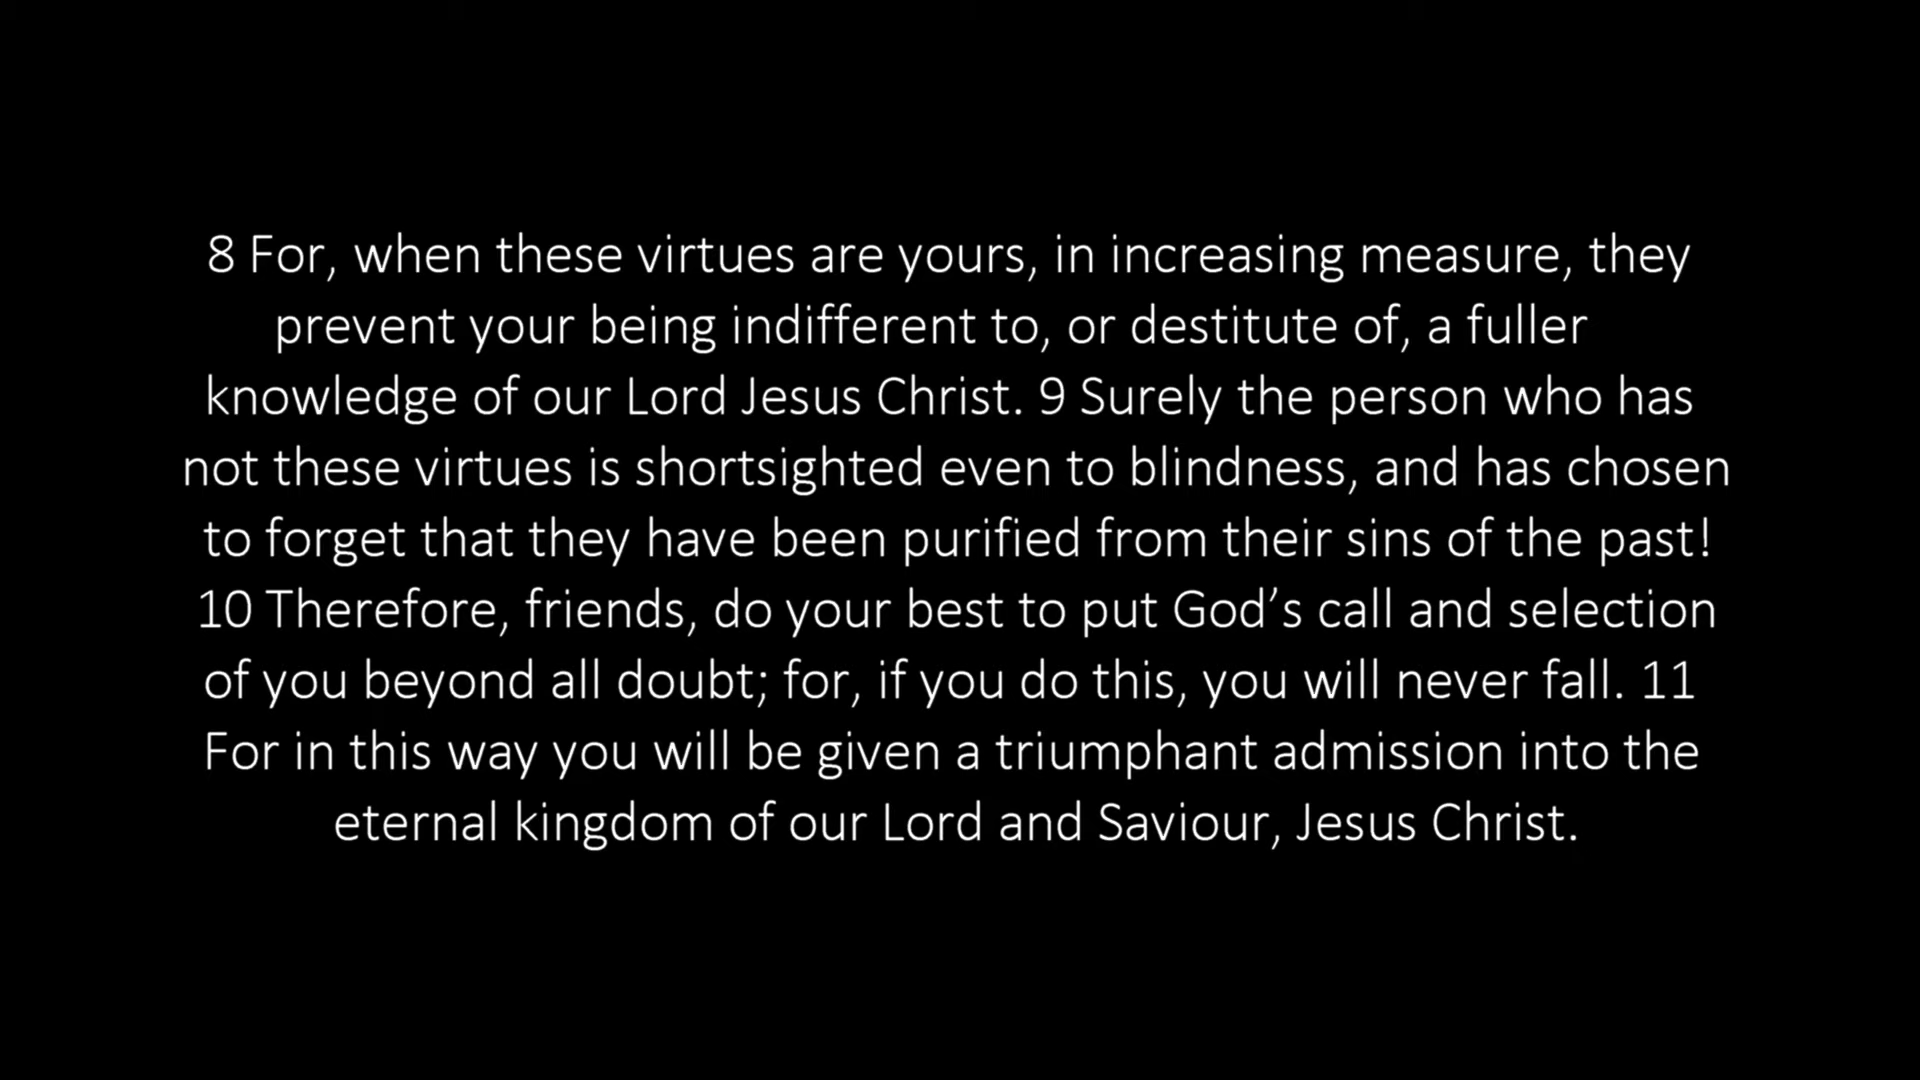 8 For, when these virtues are yours, in increasing measure, they
prevent your being indifferent to, or destitute of, a fuller
knowledge of our Lord Jesus Christ. 9 Surely the person who has
not these virtues is shortsighted even to blindness, and has chosen
to forget that they have been purified from their sins of the past!
10 Therefore, friends, do your best to put God’s call and selection
of you beyond all doubt; for, if you do this, you will never fall. 11
For in this way you will be given a triumphant admission into the
eternal kingdom of our Lord and Saviour, Jesus Christ.